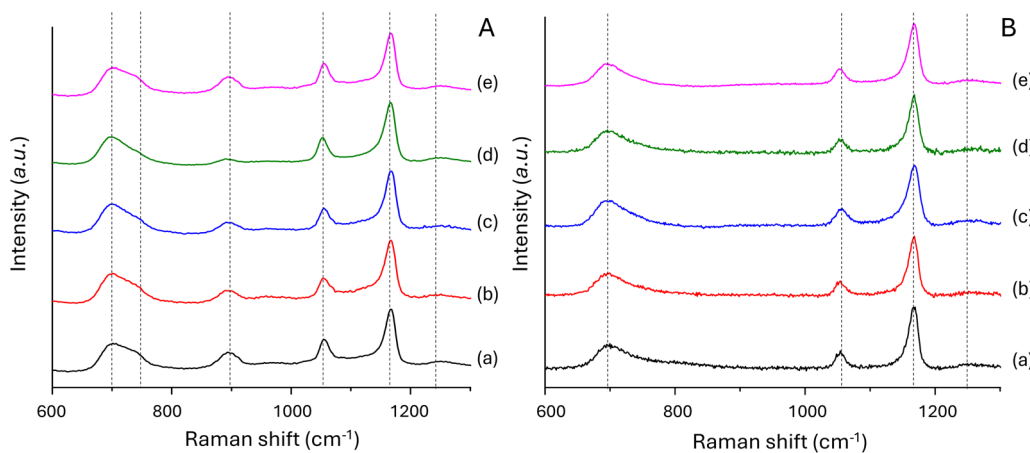 A
B
(e)
(d)
(c)
(b)
(a)
(e)
(d)
(c)
(b)
(a)
Intensity (a.u.)
Intensity (a.u.)
600 800 1000 1200
600 800 1000 1200
Raman shift (cm⁻¹)
Raman shift (cm⁻¹)